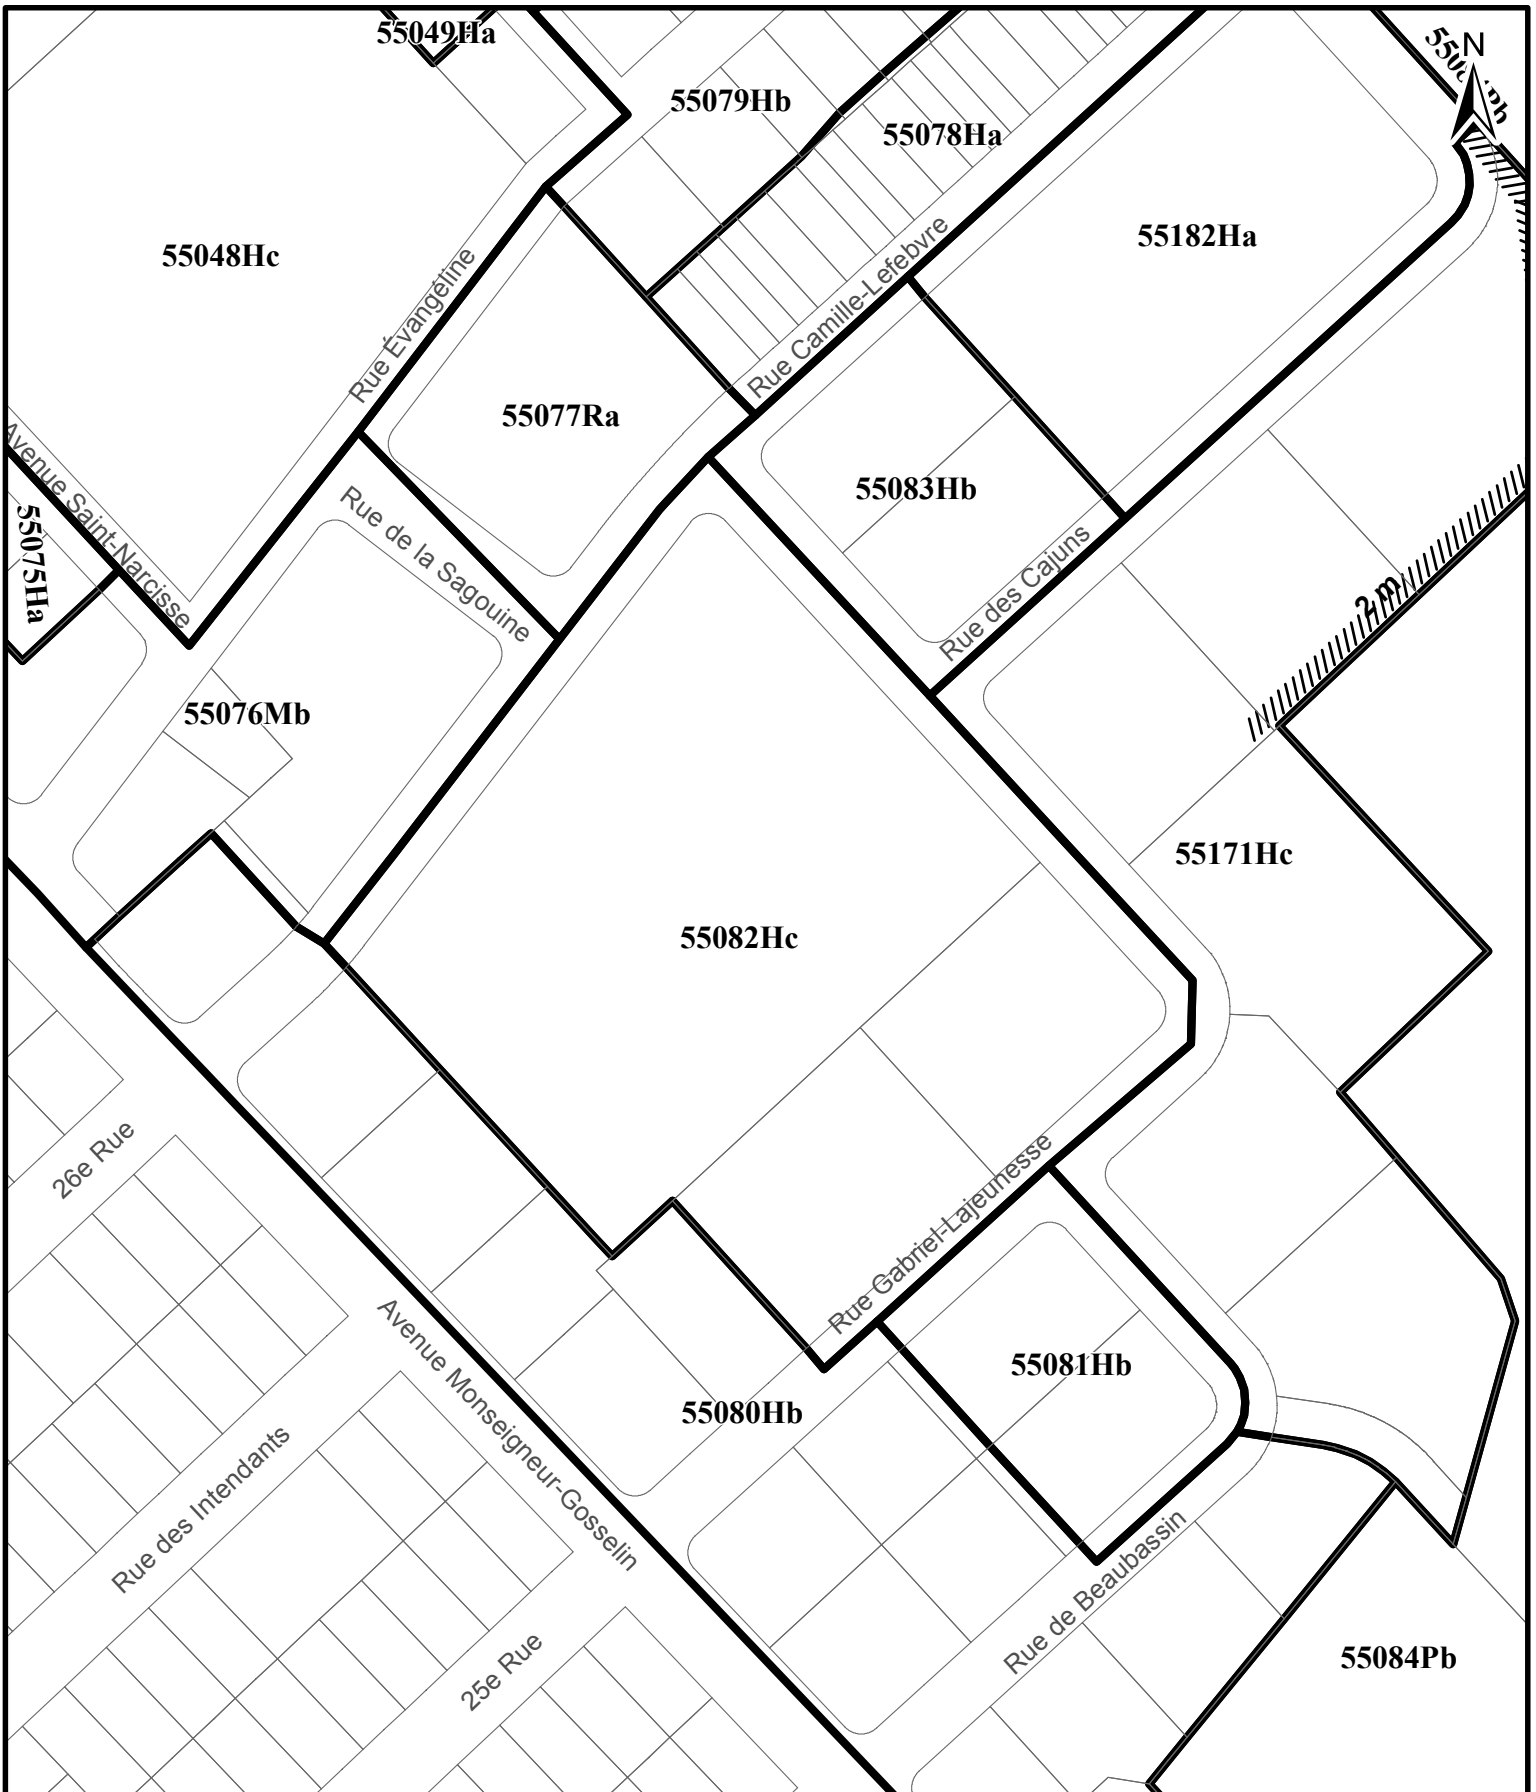 55049Ha
N
55084Pb
55079Hb
55078Ha
55182Ha
55048Hc
Rue Évangéline
Rue Camille-Lefebvre
55077Ra
55083Hb
Avenue Saint-Narcisse
55075Ha
Rue de la Sagouine
Rue des Cajuns
2 m
55076Mb
55171Hc
55082Hc
26e Rue
Rue Gabriel-Lajeunesse
55081Hb
55080Hb
Avenue Monseigneur-Gosselin
Rue des Intendants
Rue de Beaubassin
25e Rue
55084Pb